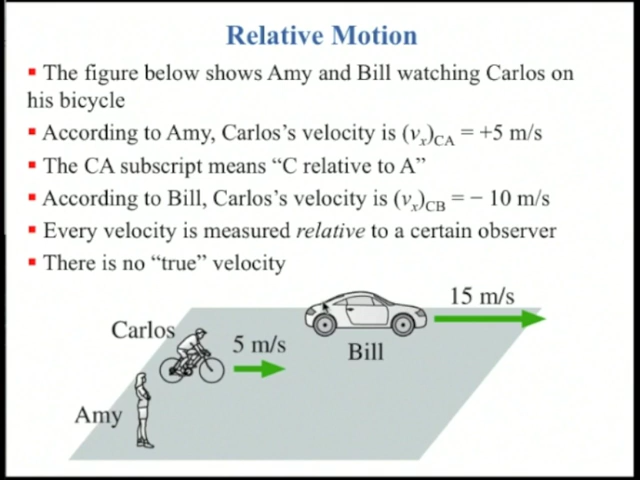 Relative Motion
▪ The figure below shows Amy and Bill watching Carlos on
his bicycle
▪ According to Amy, Carlos’s velocity is (vₓ)CA = +5 m/s
▪ The CA subscript means “C relative to A”
▪ According to Bill, Carlos’s velocity is (vₓ)CB = − 10 m/s
▪ Every velocity is measured relative to a certain observer
▪ There is no “true” velocity
15 m/s
Carlos
5 m/s
Bill
Amy